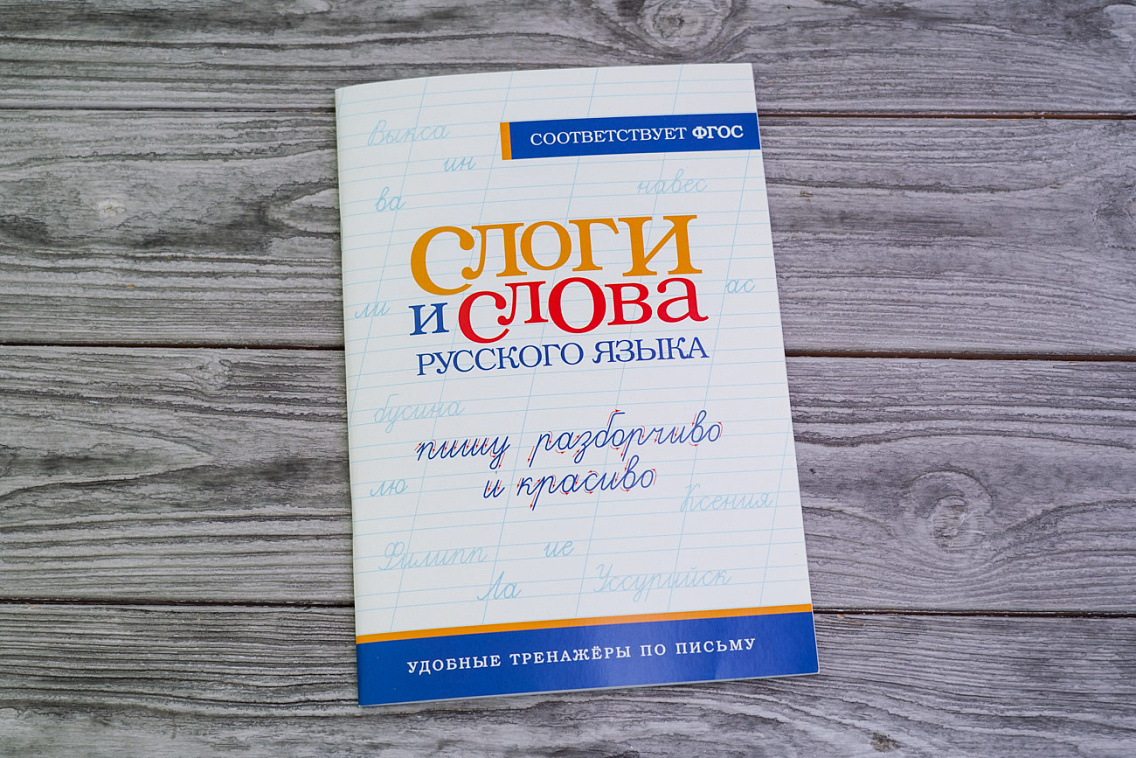 Выкса
СООТВЕТСТВУЕТ ФГОС
ин
ва
навес
СЛОГИ
И СЛОВА
РУССКОГО ЯЗЫКА
ли
ас
бусина
пишу разборчиво
и красиво
лю
Ксения
Филипп
ие
Ла
Уссурийск
УДОБНЫЕ ТРЕНАЖЁРЫ ПО ПИСЬМУ